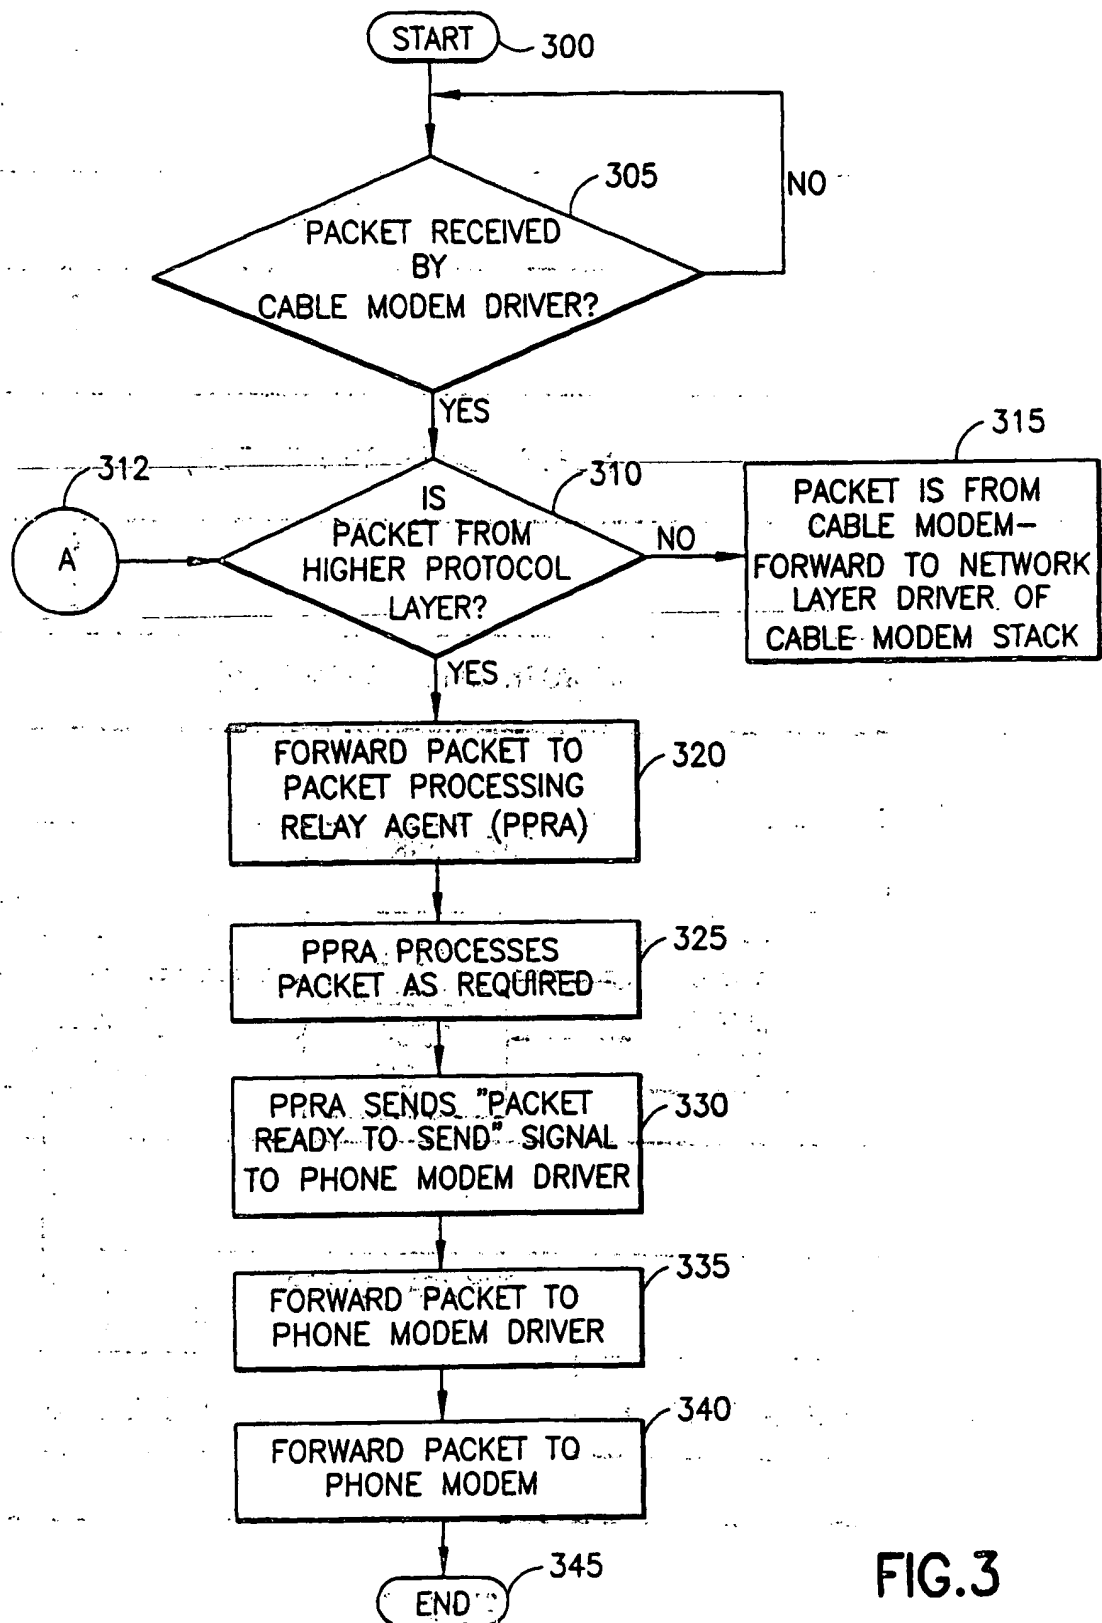 START
300
NO
305
PACKET RECEIVED
BY
CABLE MODEM DRIVER?
YES
312
A
310
IS
PACKET FROM
HIGHER PROTOCOL
LAYER?
NO
315
PACKET IS FROM
CABLE MODEM–
FORWARD TO NETWORK
LAYER DRIVER OF
CABLE MODEM STACK
YES
FORWARD PACKET TO
PACKET PROCESSING
RELAY AGENT (PPRA)
320
PPRA PROCESSES
PACKET AS REQUIRED
325
PPRA SENDS "PACKET
READY TO SEND" SIGNAL
TO PHONE MODEM DRIVER
330
FORWARD PACKET TO
PHONE MODEM DRIVER
335
FORWARD PACKET TO
PHONE MODEM
340
END
345
FIG.3